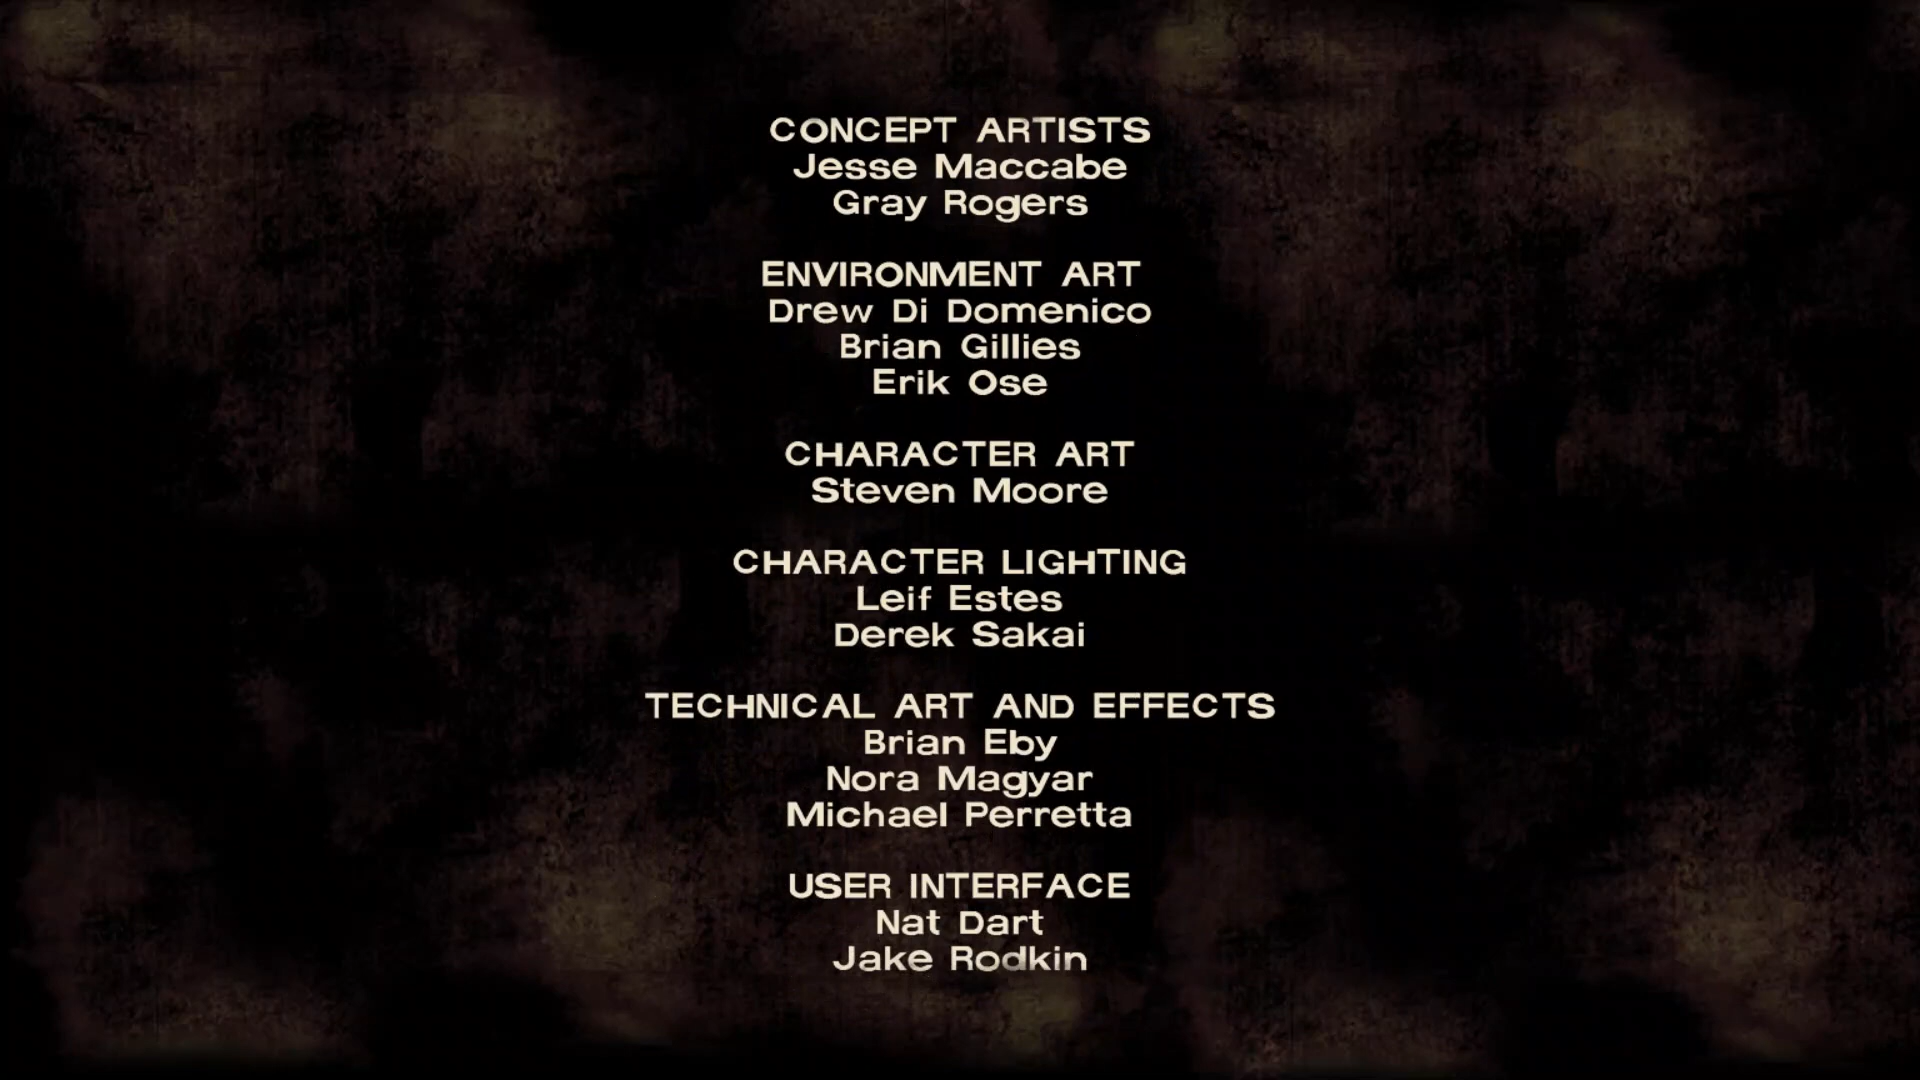 CONCEPT ARTISTS
Jesse Maccabe
Gray Rogers
ENVIRONMENT ART
Drew Di Domenico
Brian Gillies
Erik Ose
CHARACTER ART
Steven Moore
CHARACTER LIGHTING
Leif Estes
Derek Sakai
TECHNICAL ART AND EFFECTS
Brian Eby
Nora Magyar
Michael Perretta
USER INTERFACE
Nat Dart
Jake Rodkin